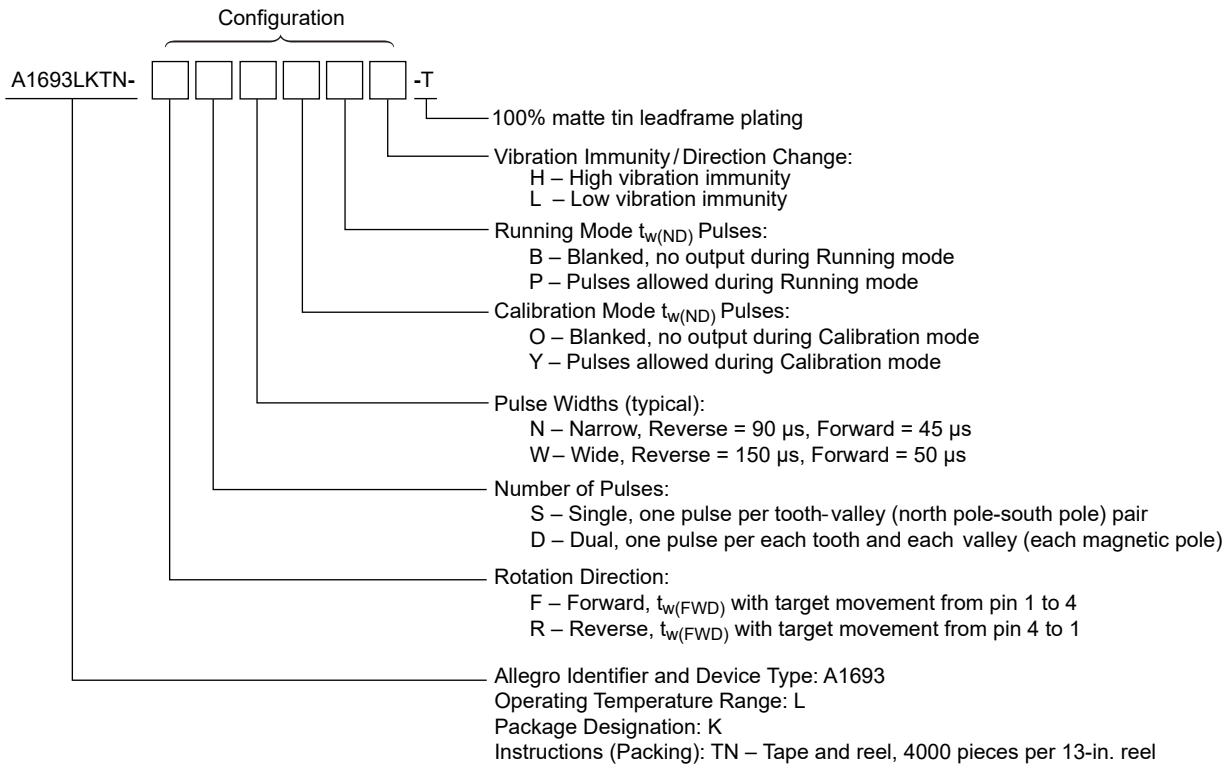 Configuration
A1693LKTN- -T
100% matte tin leadframe plating
Vibration Immunity/Direction Change:
H – High vibration immunity
L – Low vibration immunity
Running Mode tw(ND) Pulses:
B – Blanked, no output during Running mode
P – Pulses allowed during Running mode
Calibration Mode tw(ND) Pulses:
O – Blanked, no output during Calibration mode
Y – Pulses allowed during Calibration mode
Pulse Widths (typical):
N – Narrow, Reverse = 90 µs, Forward = 45 µs
W – Wide, Reverse = 150 µs, Forward = 50 µs
Number of Pulses:
S – Single, one pulse per tooth-valley (north pole-south pole) pair
D – Dual, one pulse per each tooth and each valley (each magnetic pole)
Rotation Direction:
F – Forward, tw(FWD) with target movement from pin 1 to 4
R – Reverse, tw(FWD) with target movement from pin 4 to 1
Allegro Identifier and Device Type: A1693
Operating Temperature Range: L
Package Designation: K
Instructions (Packing): TN – Tape and reel, 4000 pieces per 13-in. reel